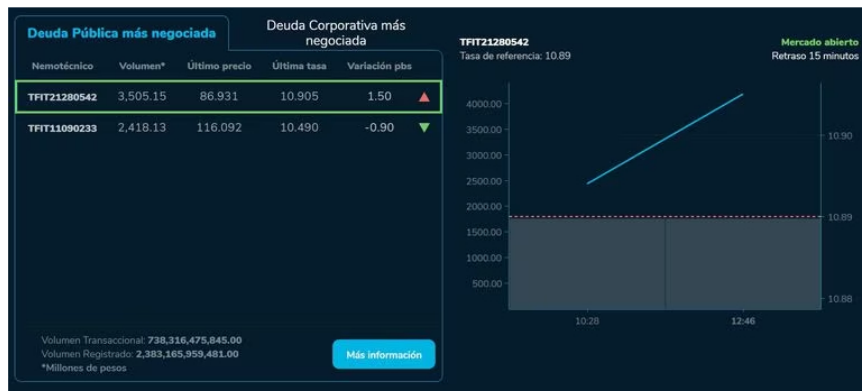 Deuda Pública más negociada
Deuda Corporativa más
negociada
Nemotécnico Volumen* Último precio Última tasa Variación pbs
TFIT21280542 3,505.15 86.931 10.905 1.50
TFIT11090233 2,418.13 116.092 10.490 -0.90
Volumen Transaccional: 738,316,475,845.00
Volumen Registrado: 2,383,165,959,481.00
*Millones de pesos
Más información
TFIT21280542
Tasa de referencia: 10.89
Mercado abierto
Retraso 15 minutos
4000.00
3500.00
3000.00
2500.00
2000.00
1500.00
1000.00
500.00
10.90
10.89
10.88
10:28 12:46